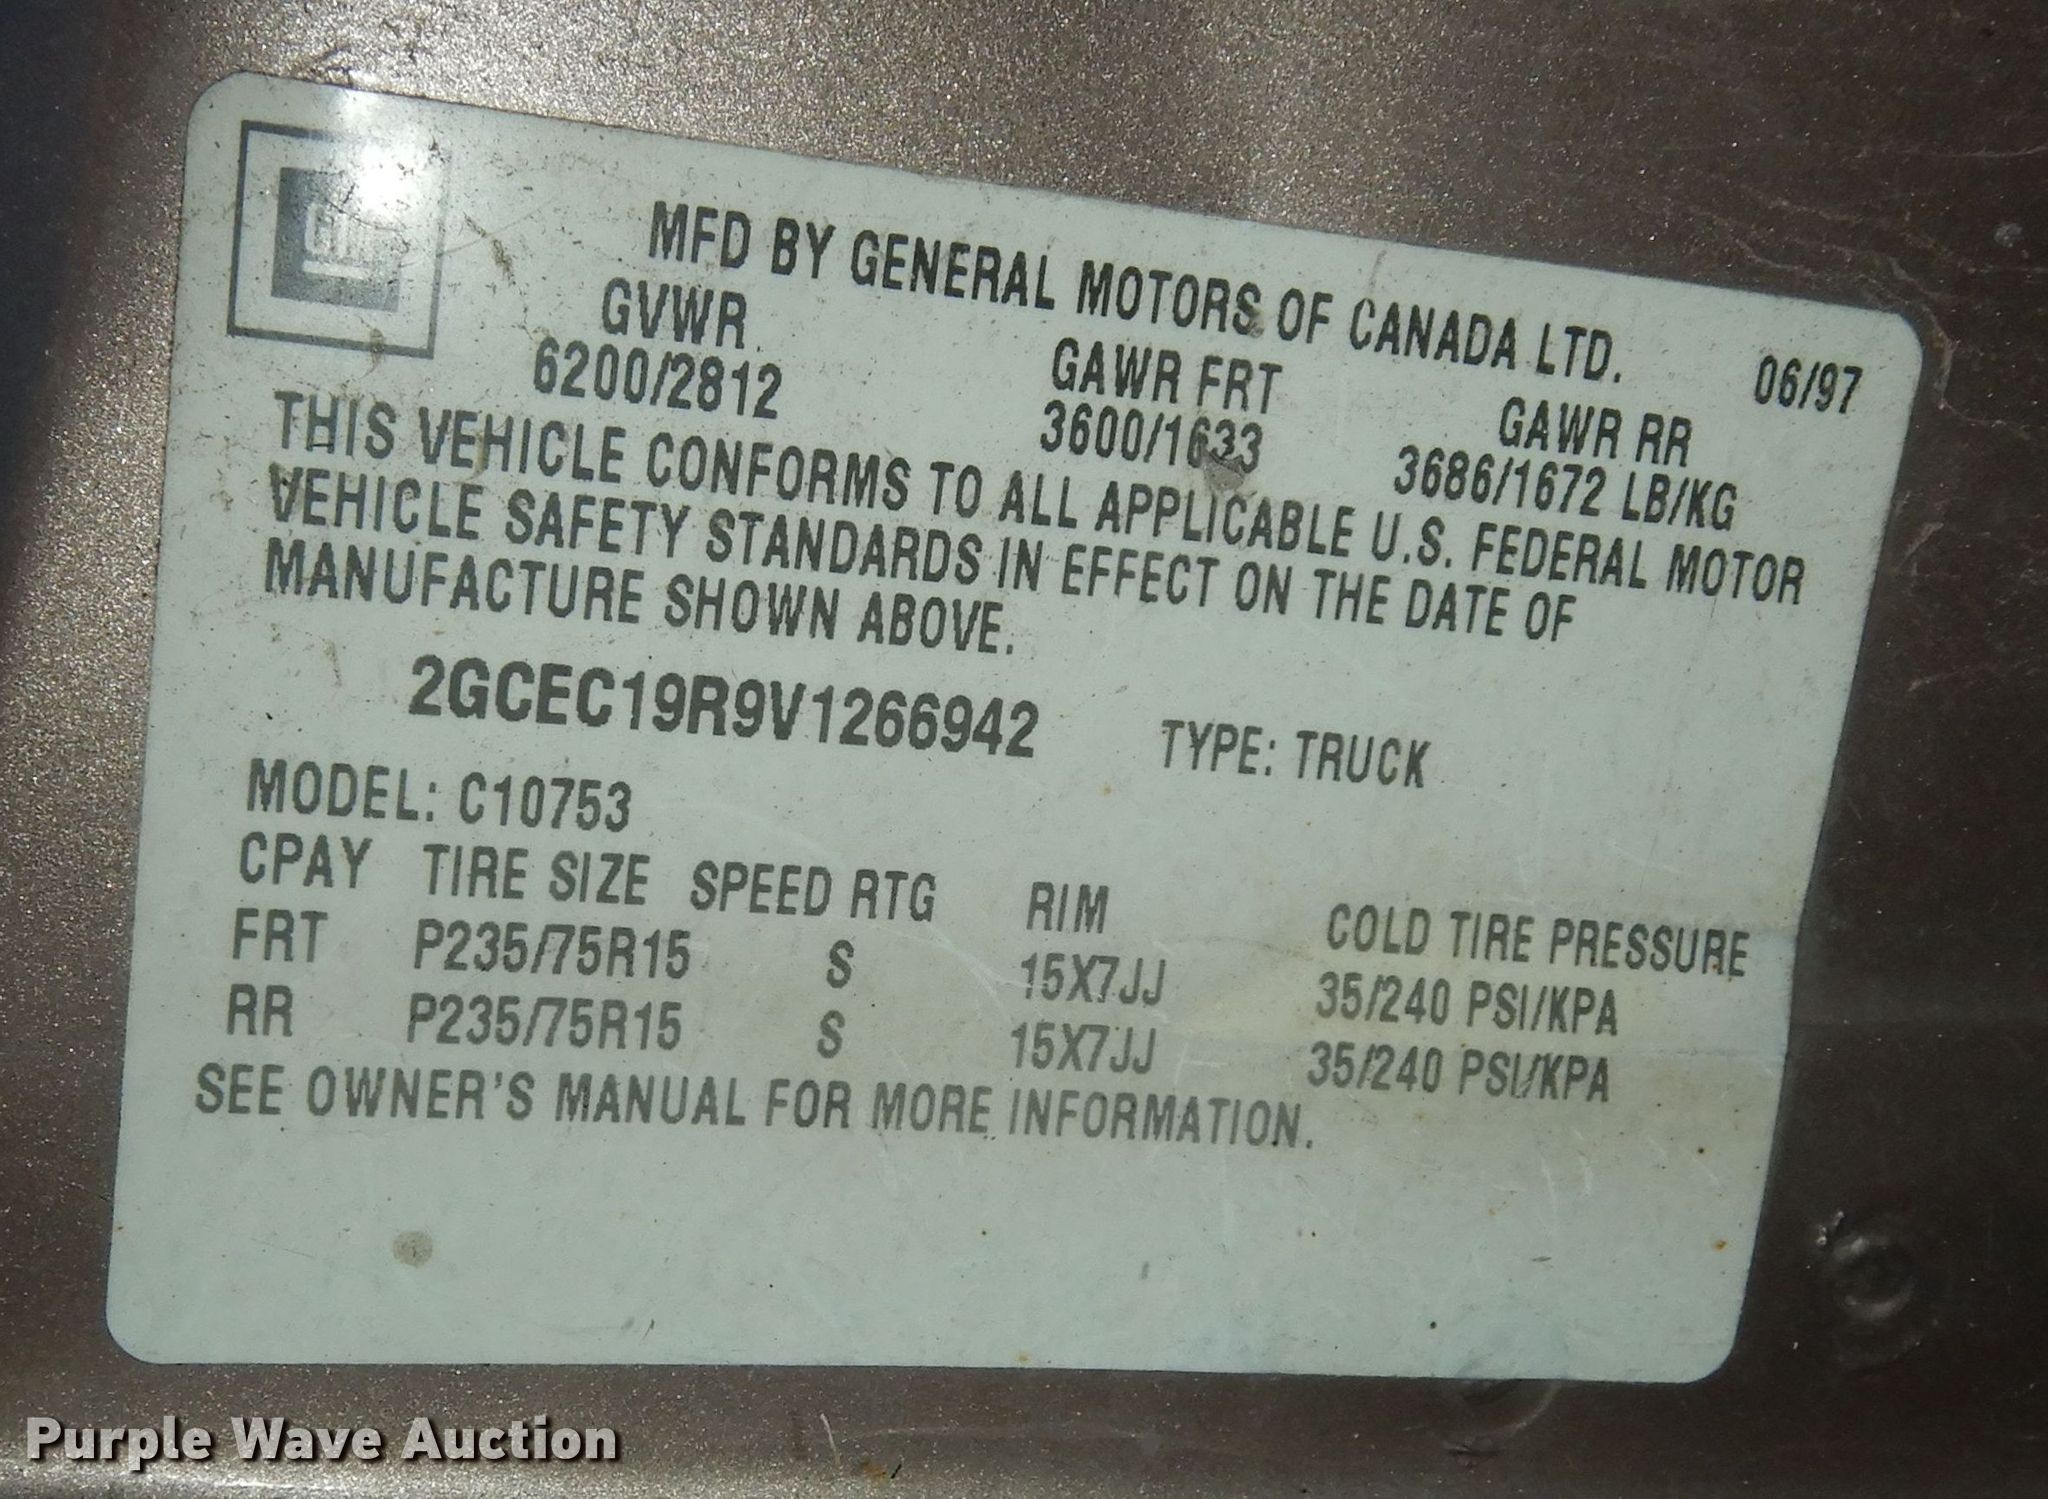 GM
MFD BY GENERAL MOTORS OF CANADA LTD.
06/97
GVWR GAWR FRT GAWR RR
6200/2812 3600/1633 3686/1672 LB/KG
THIS VEHICLE CONFORMS TO ALL APPLICABLE U.S. FEDERAL MOTOR
VEHICLE SAFETY STANDARDS IN EFFECT ON THE DATE OF
MANUFACTURE SHOWN ABOVE.
2GCEC19R9V1266942 TYPE: TRUCK
MODEL: C10753
CPAY TIRE SIZE SPEED RTG RIM COLD TIRE PRESSURE
FRT P235/75R15 S 15X7JJ 35/240 PSI/KPA
RR P235/75R15 S 15X7JJ 35/240 PSI/KPA
SEE OWNER'S MANUAL FOR MORE INFORMATION.
Purple Wave Auction